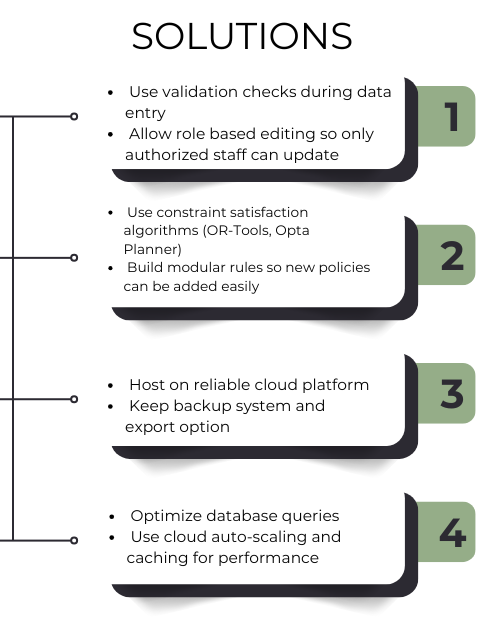 SOLUTIONS
• Use validation checks during data
entry
• Allow role based editing so only
authorized staff can update
1
• Use constraint satisfaction
algorithms (OR-Tools, Opta
Planner)
• Build modular rules so new policies
can be added easily
2
• Host on reliable cloud platform
• Keep backup system and
export option
3
• Optimize database queries
• Use cloud auto-scaling and
caching for performance
4